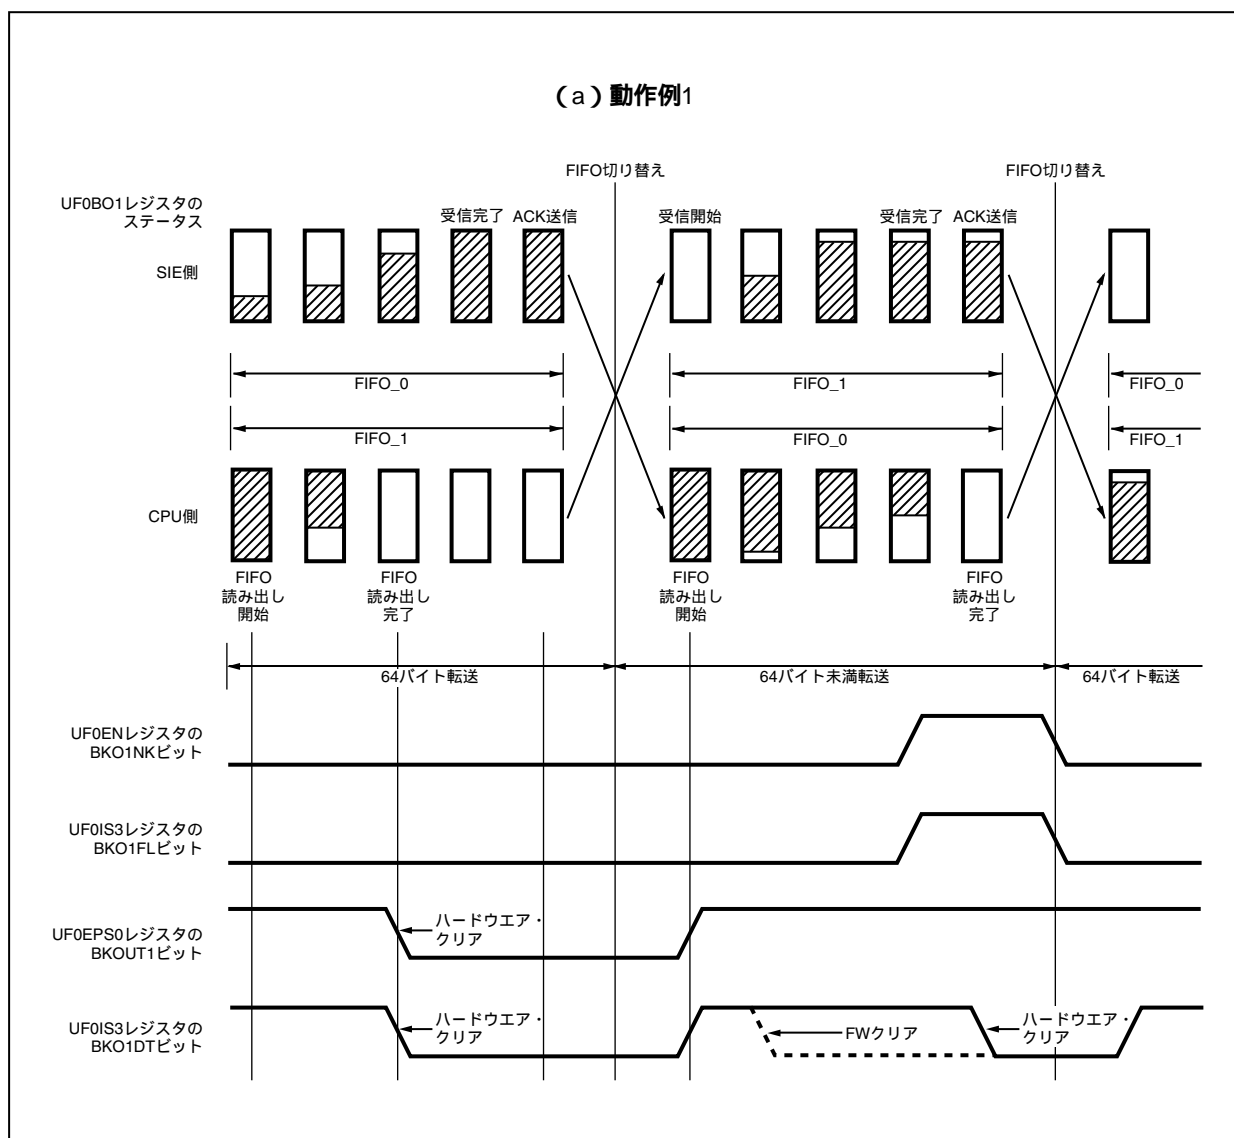 (a)動作例1
FIFO切り替え
FIFO切り替え
UF0BO1レジスタの
ステータス
受信完了
ACK送信
受信開始
受信完了
ACK送信
SIE側
FIFO_0
FIFO_1
FIFO_0
FIFO_1
FIFO_0
FIFO_1
CPU側
FIFO
読み出し
開始
FIFO
読み出し
完了
FIFO
読み出し
開始
FIFO
読み出し
完了
64バイト転送
64バイト未満転送
64バイト転送
UF0ENレジスタの
BKO1NKビット
UF0IS3レジスタの
BKO1FLビット
UF0EPS0レジスタの
BKOUT1ビット
ハードウエア・
クリア
UF0IS3レジスタの
BKO1DTビット
ハードウエア・
クリア
FWクリア
ハードウエア・
クリア